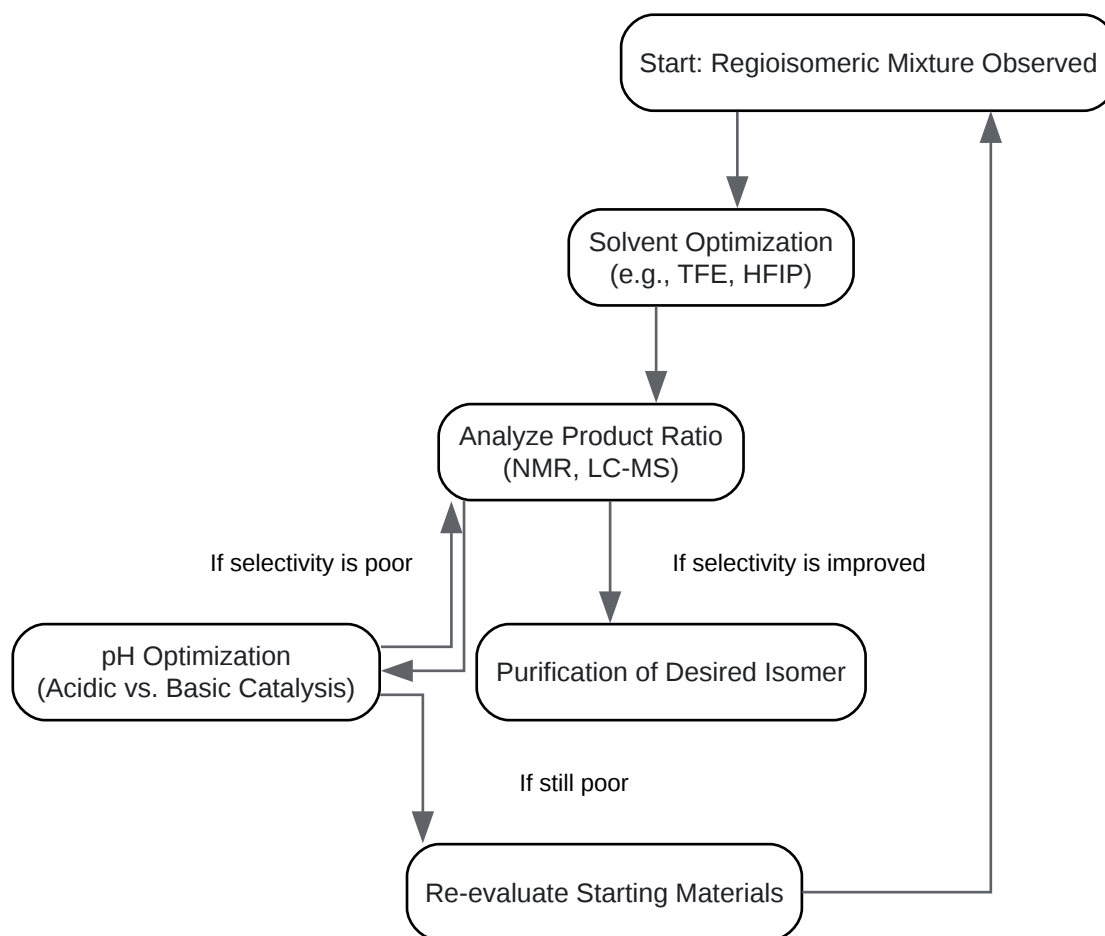 Start: Regioisomeric Mixture Observed
Solvent Optimization
(e.g., TFE, HFIP)
Analyze Product Ratio
(NMR, LC-MS)
If selectivity is poor
If selectivity is improved
pH Optimization
(Acidic vs. Basic Catalysis)
Purification of Desired Isomer
If still poor
Re-evaluate Starting Materials